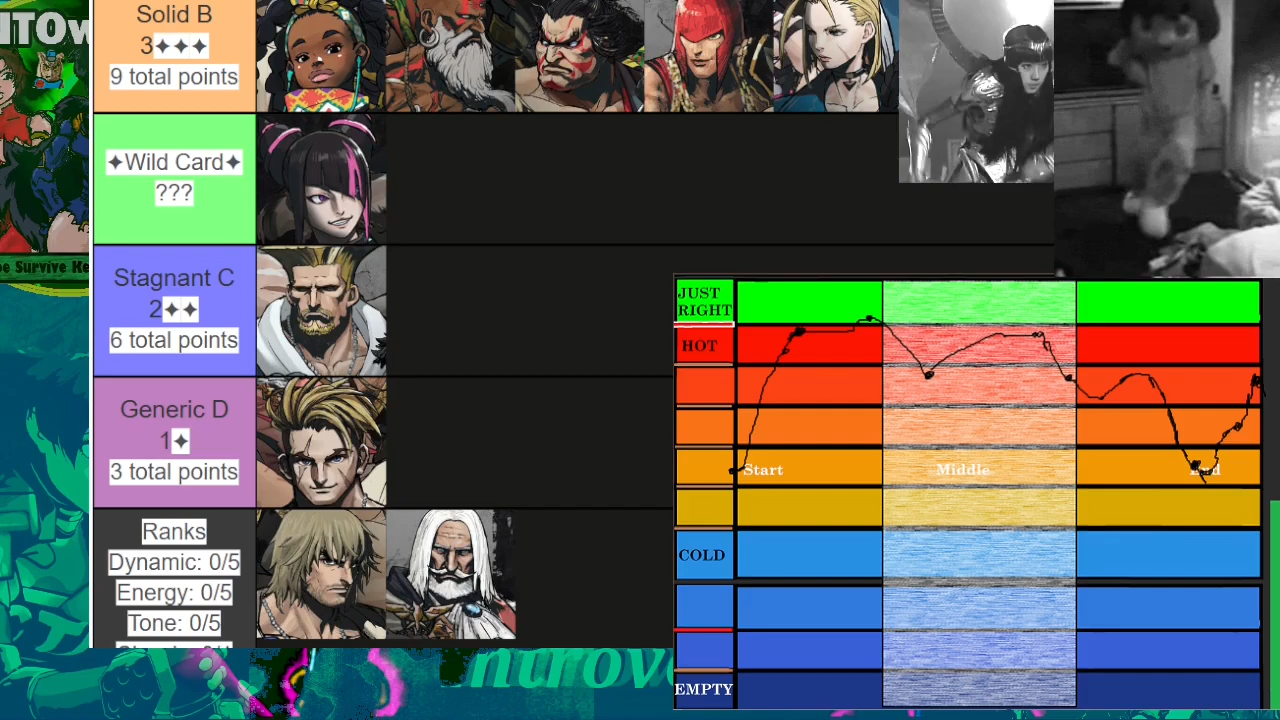 Solid B
3✦✦✦
9 total points
✦Wild Card✦
???
Stagnant C
2✦✦
6 total points
Generic D
1✦
3 total points
Ranks
Dynamic: 0/5
Energy: 0/5
Tone: 0/5
JUST
RIGHT
HOT
Start
Middle
End
COLD
EMPTY